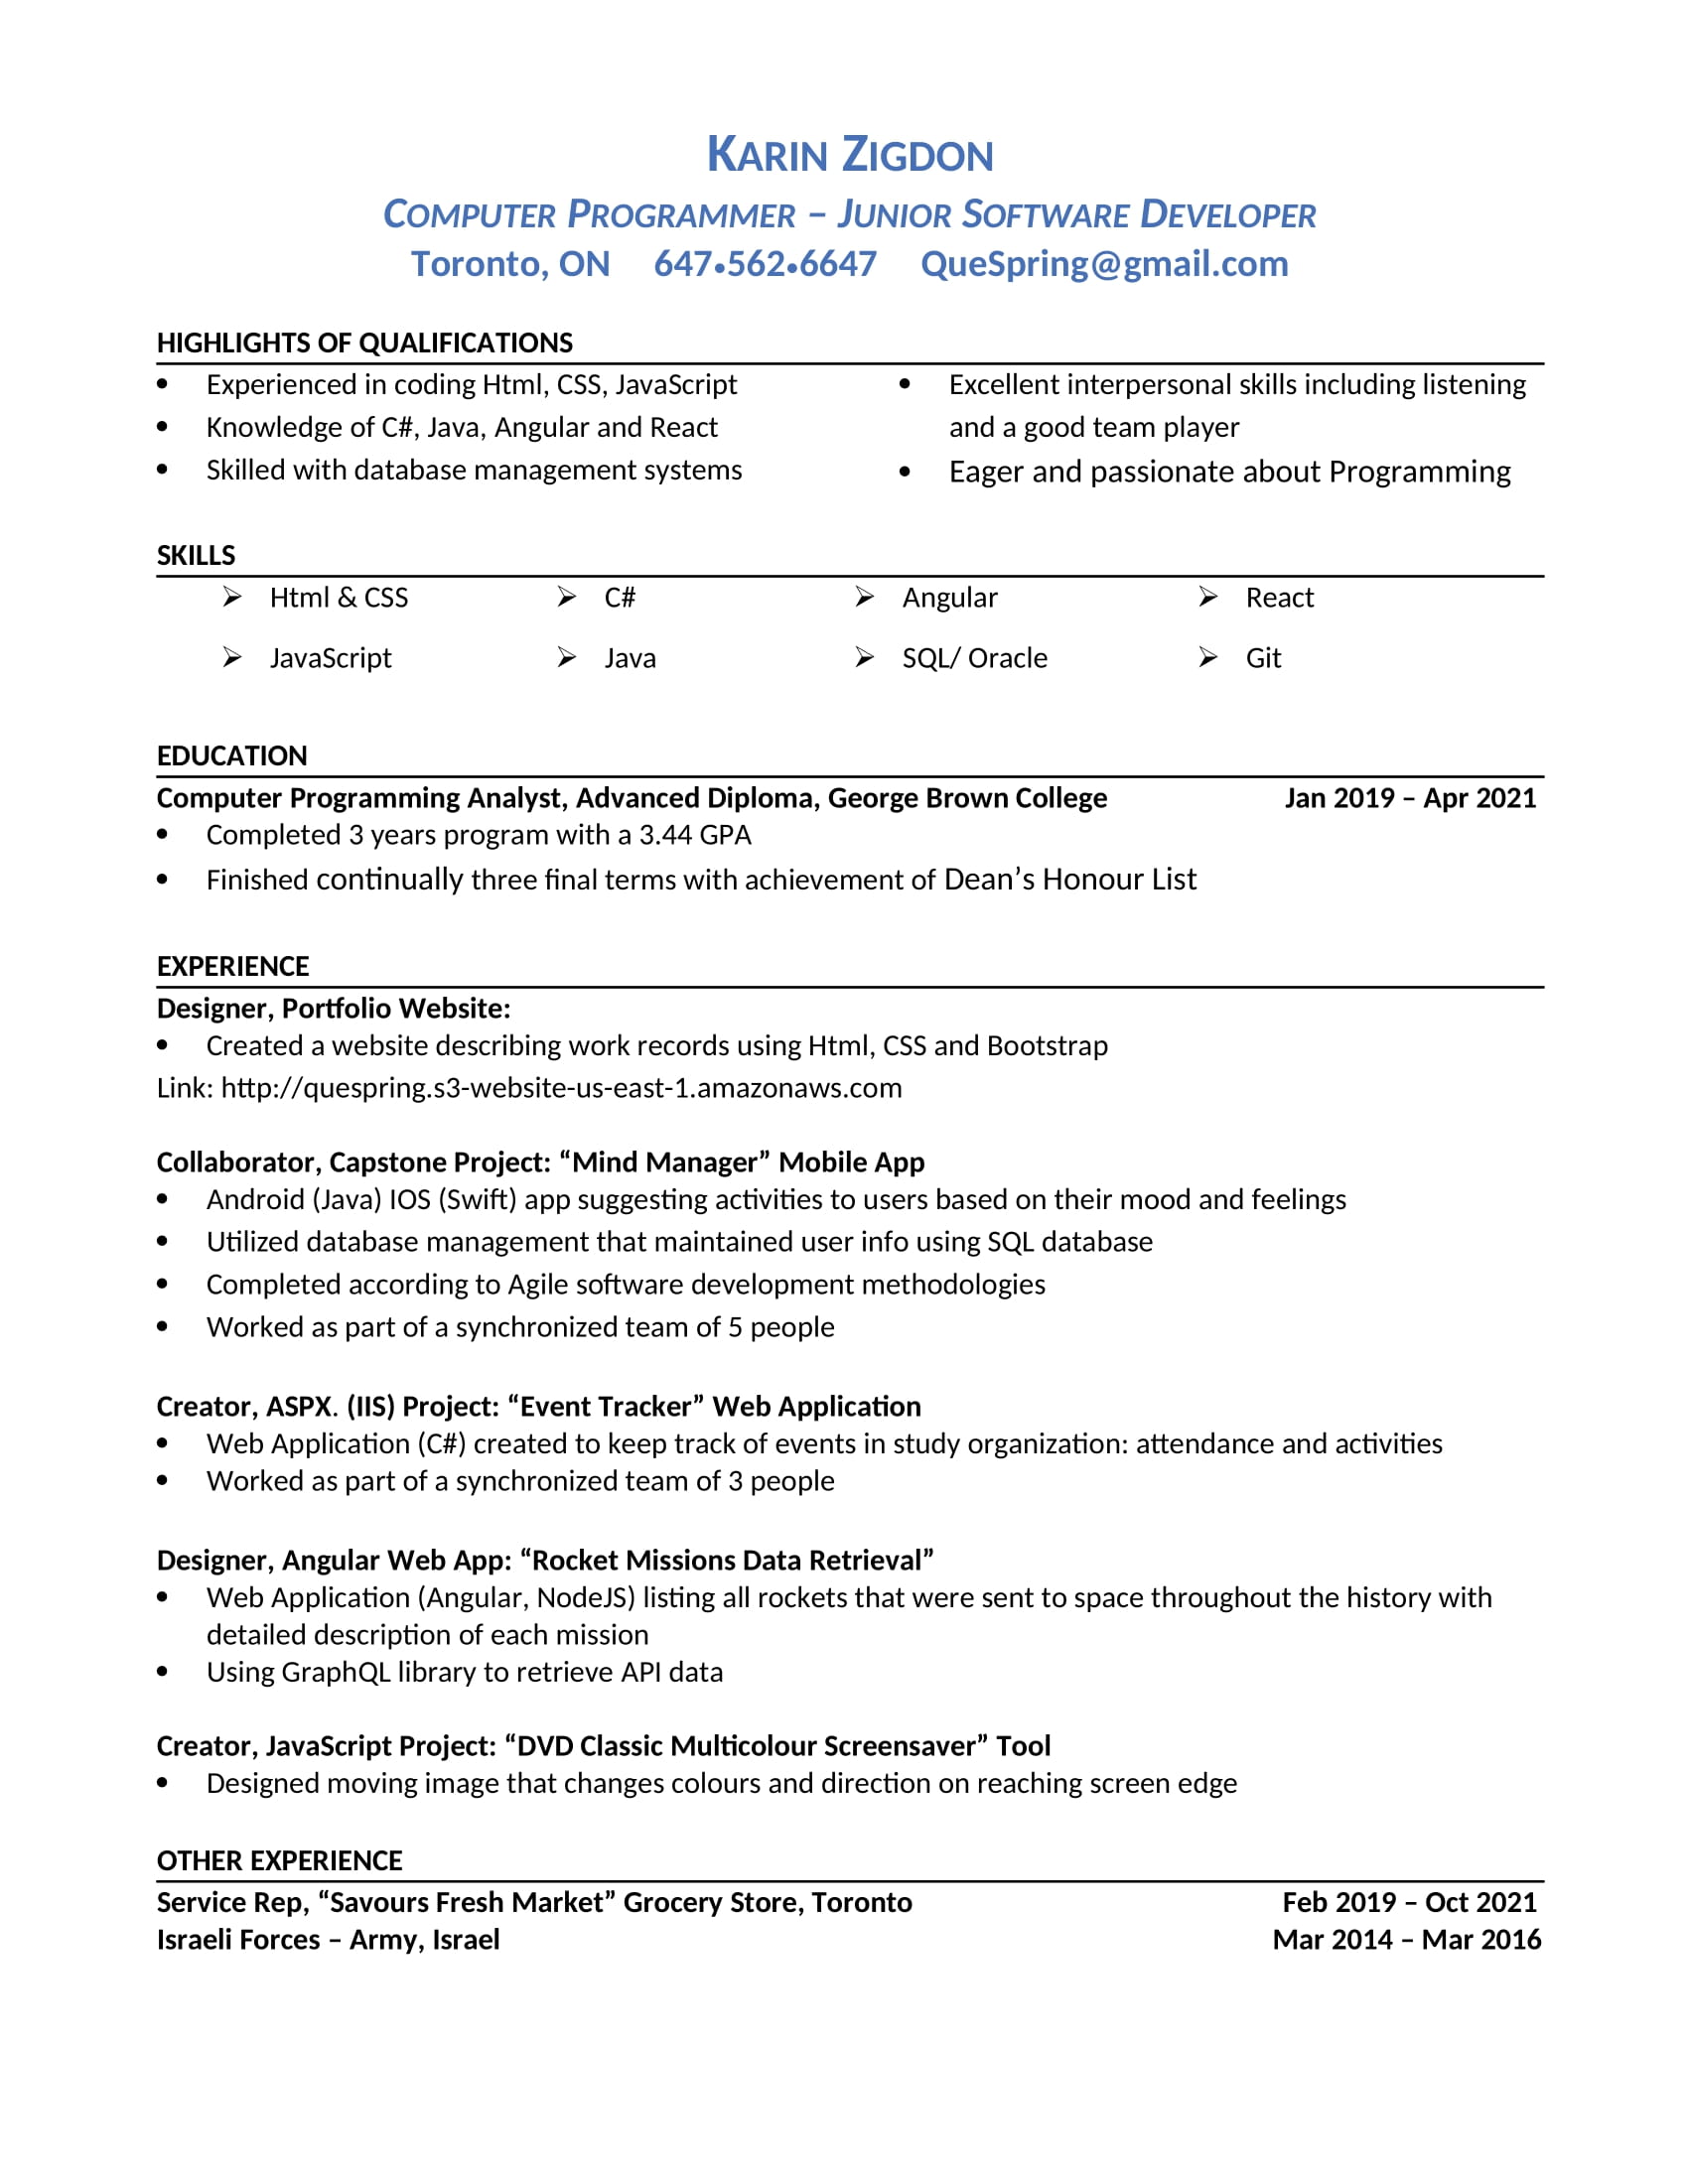 KARIN ZIGDON
COMPUTER PROGRAMMER – JUNIOR SOFTWARE DEVELOPER
Toronto, ON 647•562•6647 QueSpring@gmail.com
HIGHLIGHTS OF QUALIFICATIONS
• Experienced in coding Html, CSS, JavaScript
• Knowledge of C#, Java, Angular and React
• Skilled with database management systems
• Excellent interpersonal skills including listening
and a good team player
• Eager and passionate about Programming
SKILLS
➢ Html & CSS ➢ C# ➢ Angular ➢ React
➢ JavaScript ➢ Java ➢ SQL/ Oracle ➢ Git
EDUCATION
Computer Programming Analyst, Advanced Diploma, George Brown College Jan 2019 – Apr 2021
• Completed 3 years program with a 3.44 GPA
• Finished continually three final terms with achievement of Dean’s Honour List
EXPERIENCE
Designer, Portfolio Website:
• Created a website describing work records using Html, CSS and Bootstrap
Link: http://quespring.s3-website-us-east-1.amazonaws.com
Collaborator, Capstone Project: “Mind Manager” Mobile App
• Android (Java) IOS (Swift) app suggesting activities to users based on their mood and feelings
• Utilized database management that maintained user info using SQL database
• Completed according to Agile software development methodologies
• Worked as part of a synchronized team of 5 people
Creator, ASPX. (IIS) Project: “Event Tracker” Web Application
• Web Application (C#) created to keep track of events in study organization: attendance and activities
• Worked as part of a synchronized team of 3 people
Designer, Angular Web App: “Rocket Missions Data Retrieval”
• Web Application (Angular, NodeJS) listing all rockets that were sent to space throughout the history with
detailed description of each mission
• Using GraphQL library to retrieve API data
Creator, JavaScript Project: “DVD Classic Multicolour Screensaver” Tool
• Designed moving image that changes colours and direction on reaching screen edge
OTHER EXPERIENCE
Service Rep, “Savours Fresh Market” Grocery Store, Toronto Feb 2019 – Oct 2021
Israeli Forces – Army, Israel Mar 2014 – Mar 2016